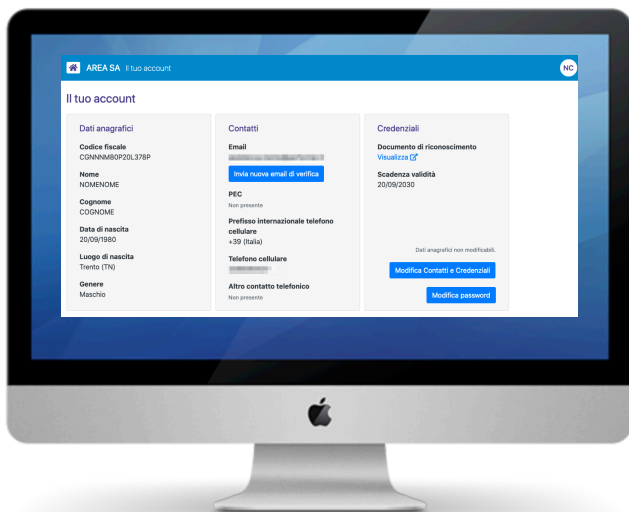 AREA SA Il tuo account
NC
Il tuo account
Dati anagrafici
Codice fiscale
CGNNNM80P20L378P
Nome
NOMENOME
Cognome
COGNOME
Data di nascita
20/09/1980
Luogo di nascita
Trento (TN)
Genere
Maschio
Contatti
Email
Invia nuova email di verifica
PEC
Non presente
Prefisso internazionale telefono
cellulare
+39 (Italia)
Telefono cellulare
Altro contatto telefonico
Non presente
Credenziali
Documento di riconoscimento
Visualizza
Scadenza validità
20/09/2030
Dati anagrafici non modificabili.
Modifica Contatti e Credenziali
Modifica password